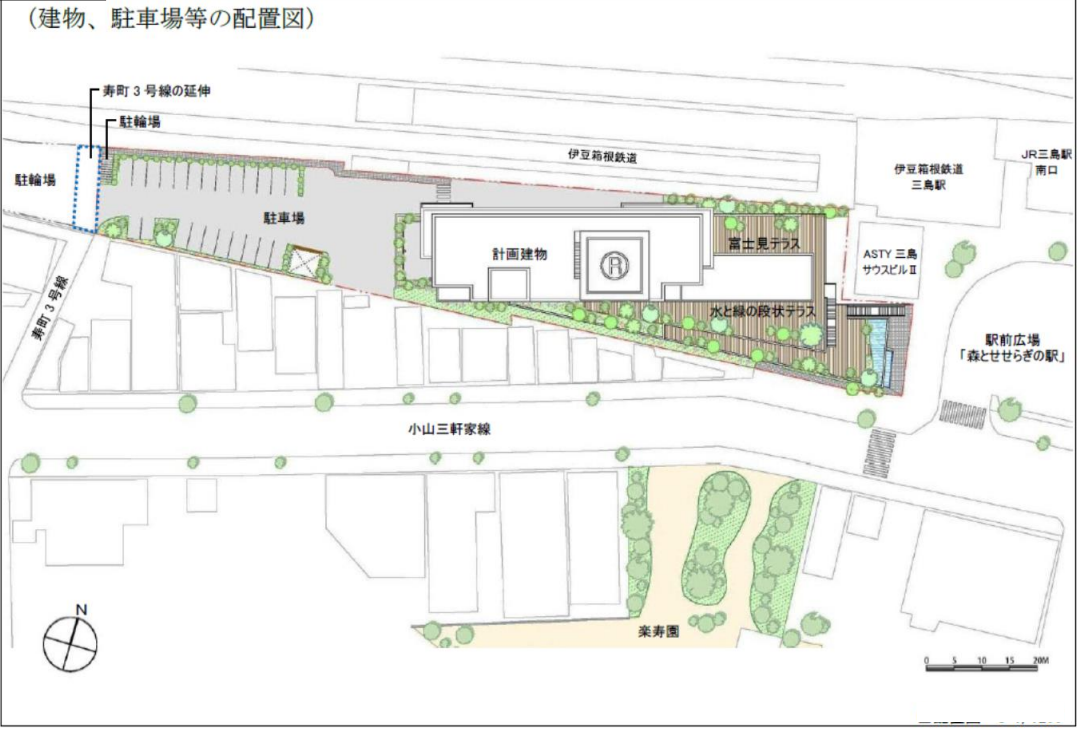 （建物、駐車場等の配置図）
寿町３号線の延伸
駐輪場
駐輪場
伊豆箱根鉄道
伊豆箱根鉄道
三島駅
JR三島駅
南口
駐車場
計画建物
R
富士見テラス
ASTY 三島
サウスビルⅡ
寿町３号線
水と緑の段状テラス
駅前広場
「森とせせらぎの駅」
小山三軒家線
楽寿園
N
0 5 10 15 20M